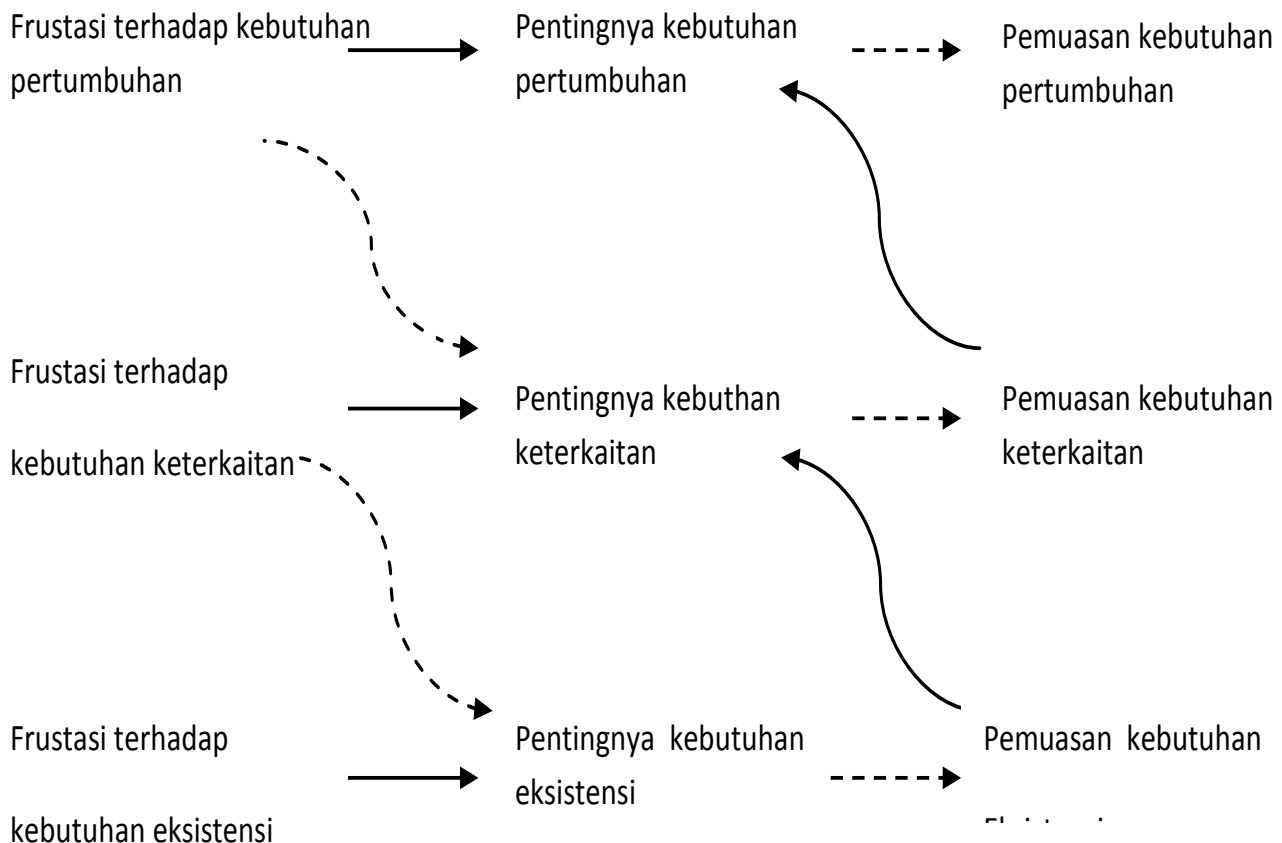 Frustasi terhadap kebutuhan
pertumbuhan
Pentingnya kebutuhan
pertumbuhan
Pemuasan kebutuhan
pertumbuhan
Frustasi terhadap
kebutuhan keterkaitan
Pentingnya kebuthan
keterkaitan
Pemuasan kebutuhan
keterkaitan
Frustasi terhadap
kebutuhan eksistensi
Pentingnya kebutuhan
eksistensi
Pemuasan kebutuhan